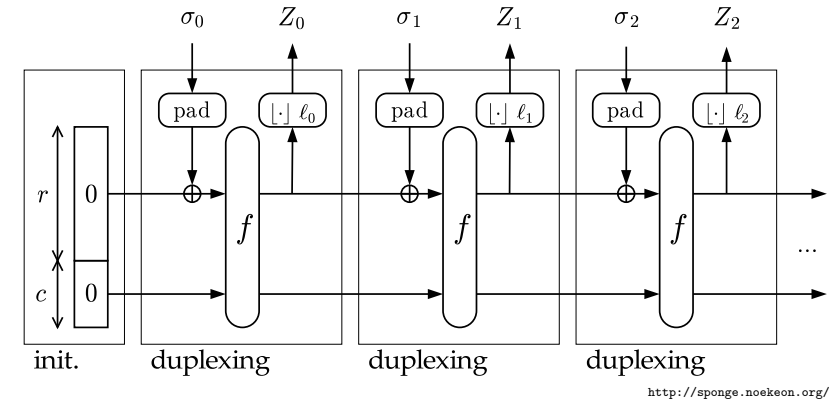 σ₀ Z₀ σ₁ Z₁ σ₂ Z₂
pad ⌊·⌋ ℓ₀ pad ⌊·⌋ ℓ₁ pad ⌊·⌋ ℓ₂
r 0
f f f
...
c 0
init. duplexing duplexing duplexing
http://sponge.noekeon.org/